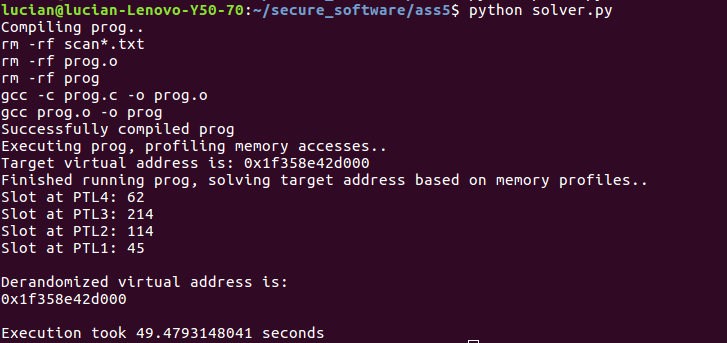 lucian@lucian-Lenovo-Y50-70:~/secure_software/ass5$ python solver.py
Compiling prog..
rm -rf scan*.txt
rm -rf prog.o
rm -rf prog
gcc -c prog.c -o prog.o
gcc prog.o -o prog
Successfully compiled prog
Executing prog, profiling memory accesses..
Target virtual address is: 0x1f358e42d000
Finished running prog, solving target address based on memory profiles..
Slot at PTL4: 62
Slot at PTL3: 214
Slot at PTL2: 114
Slot at PTL1: 45
Derandomized virtual address is:
0x1f358e42d000
Execution took 49.4793148041 seconds